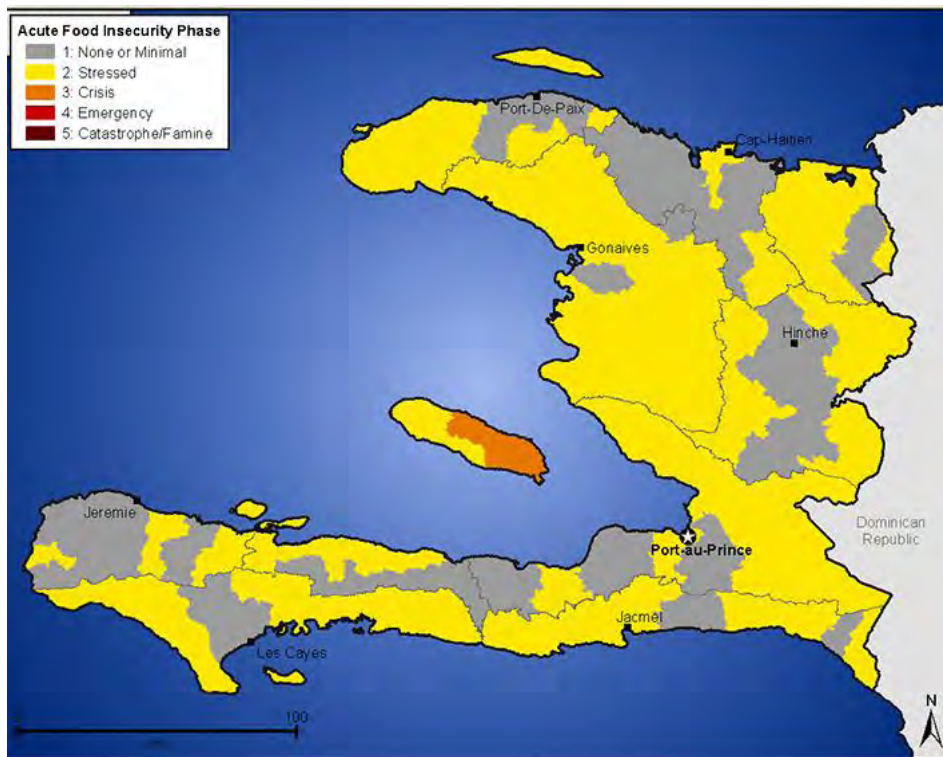 Acute Food Insecurity Phase
1: None or Minimal
2: Stressed
3: Crisis
4: Emergency
5: Catastrophe/Famine
Port-De-Paix
Cap-Haitien
Gonaives
Hinche
Jeremie
Dominican
Republic
Port-au-Prince
Jacmel
Les Cayes
100
N